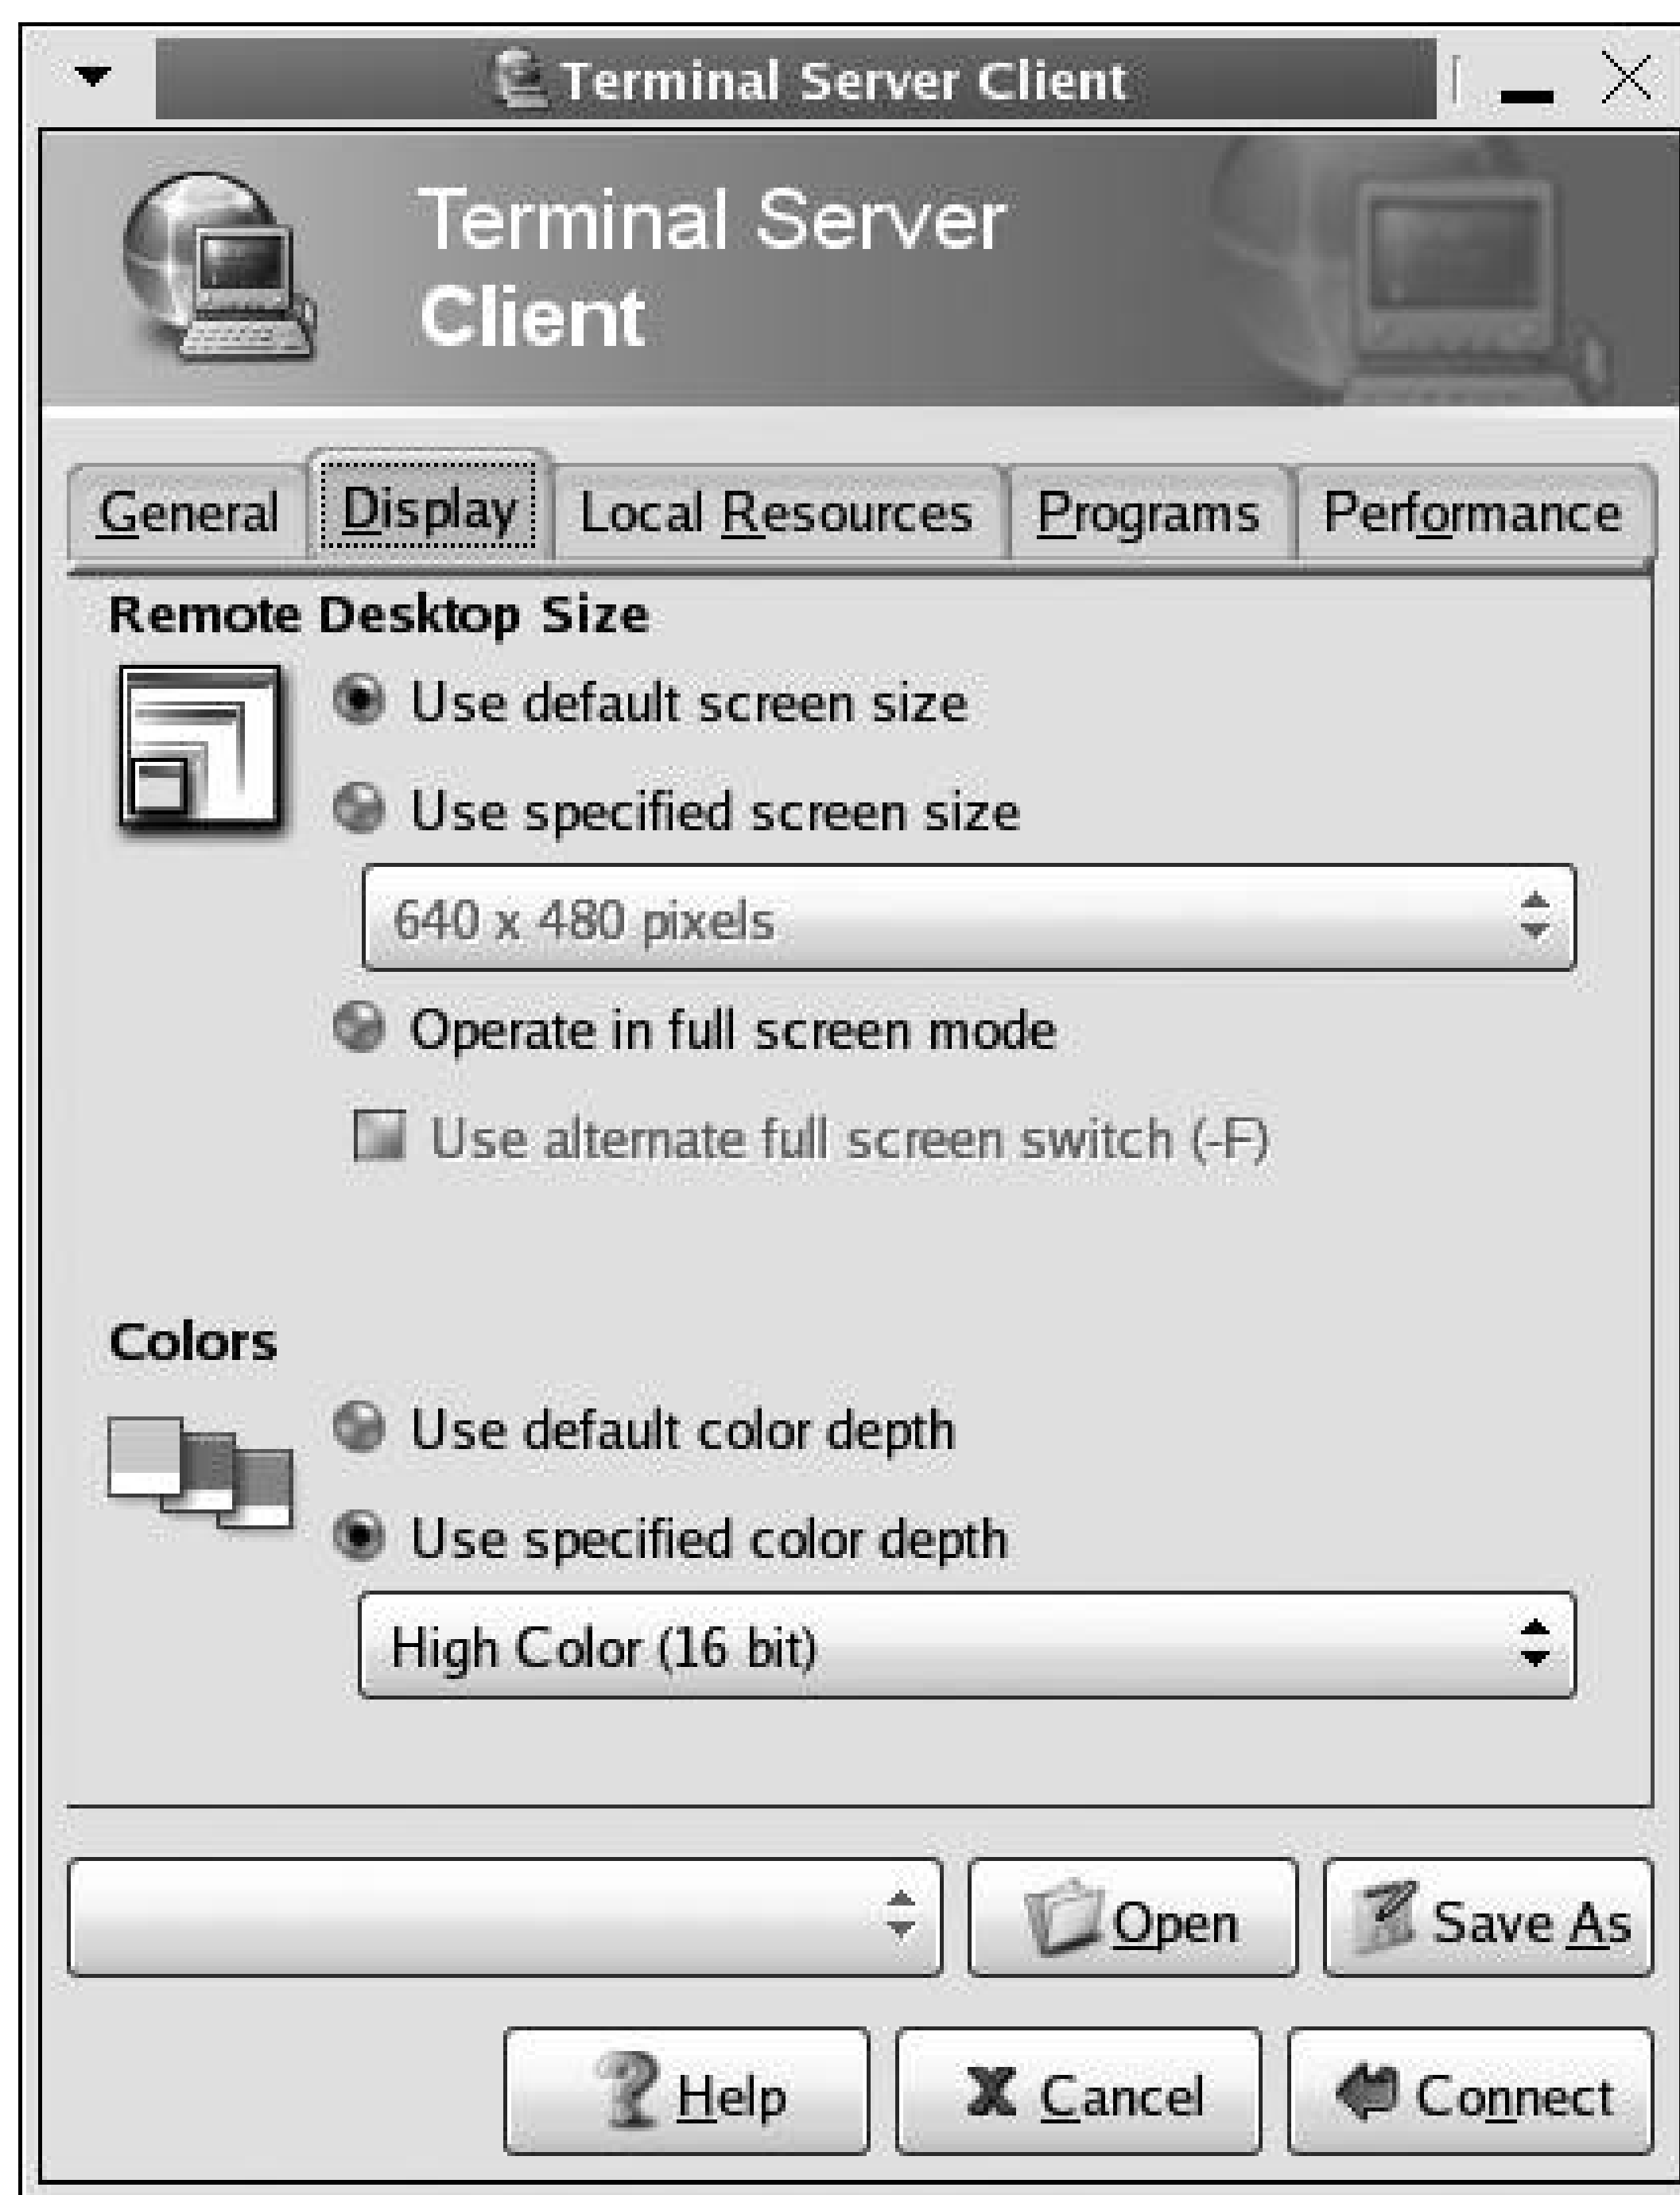 Terminal Server Client
Terminal Server
Client
General Display Local Resources Programs Performance
Remote Desktop Size
Use default screen size
Use specified screen size
640 x 480 pixels
Operate in full screen mode
Use alternate full screen switch (-F)
Colors
Use default color depth
Use specified color depth
High Color (16 bit)
Open Save As
Help Cancel Connect